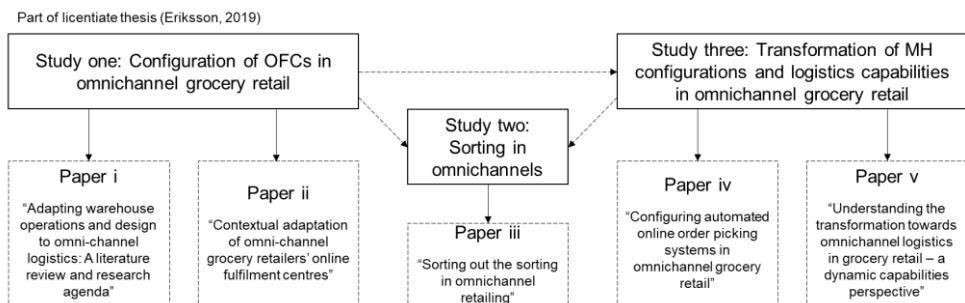 Part of licentiate thesis (Eriksson, 2019)
Study one: Configuration of OFCs in
omnichannel grocery retail
Study three: Transformation of MH
configurations and logistics capabilities
in omnichannel grocery retail
Study two:
Sorting in
omnichannels
Paper i
“Adapting warehouse
operations and design
to omni-channel
logistics: A literature
review and research
agenda”
Paper ii
“Contextual adaptation
of omni-channel
grocery retailers’ online
fulfilment centres”
Paper iii
“Sorting out the sorting
in omnichannel
retailing”
Paper iv
“Configuring automated
online order picking
systems in
omnichannel grocery
retail”
Paper v
“Understanding the
transformation towards
omnichannel logistics
in grocery retail – a
dynamic capabilities
perspective”